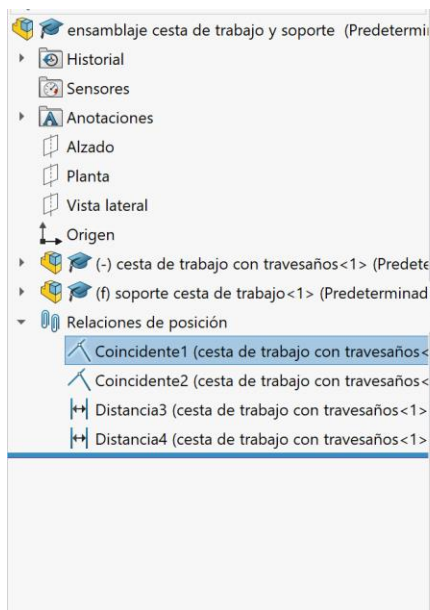 ensamblaje cesta de trabajo y soporte (Predetermi
Historial
Sensores
Anotaciones
Alzado
Planta
Vista lateral
Origen
(-) cesta de trabajo con travesaños<1> (Predete
(f) soporte cesta de trabajo<1> (Predeterminad
Relaciones de posición
Coincidente1 (cesta de trabajo con travesaños<
Coincidente2 (cesta de trabajo con travesaños<
Distancia3 (cesta de trabajo con travesaños<1>
Distancia4 (cesta de trabajo con travesaños<1>